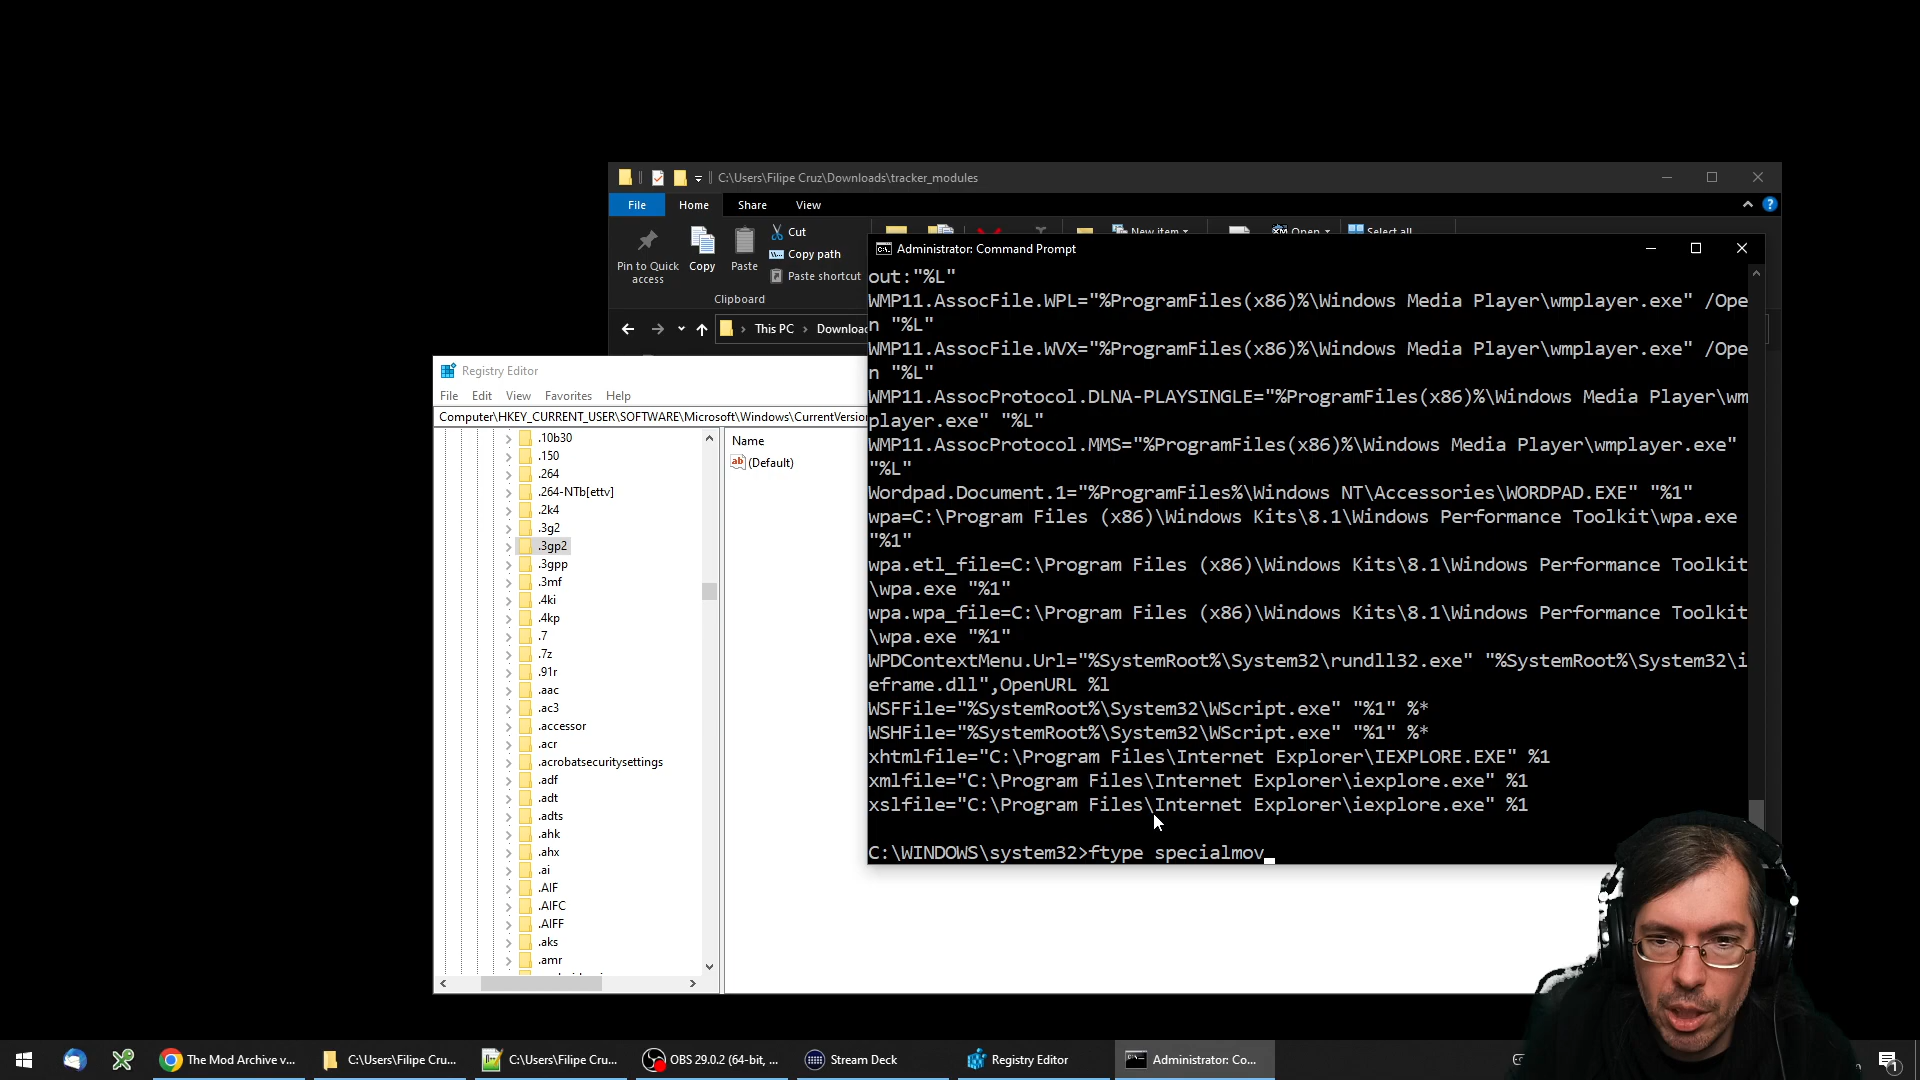 C:\Users\Filipe Cruz\Downloads\tracker_modules
File
Home
Share
View
Pin to Quick
access
Copy
Paste
Cut
Copy path
Paste shortcut
Clipboard
New item
Open
Select all
This PC
Administrator: Command Prompt
out:"%L"
WMP11.AssocFile.WPL="%ProgramFiles(x86)%\Windows Media Player\wmplayer.exe" /Ope
n "%L"
WMP11.AssocFile.WVX="%ProgramFiles(x86)%\Windows Media Player\wmplayer.exe" /Ope
n "%L"
WMP11.AssocProtocol.DLNA-PLAYSINGLE="%ProgramFiles(x86)%\Windows Media Player\wm
player.exe" "%L"
WMP11.AssocProtocol.MMS="%ProgramFiles(x86)%\Windows Media Player\wmplayer.exe"
"%L"
Wordpad.Document.1="%ProgramFiles%\Windows NT\Accessories\WORDPAD.EXE" "%1"
wpa=C:\Program Files (x86)\Windows Kits\8.1\Windows Performance Toolkit\wpa.exe
"%1"
wpa.etl_file=C:\Program Files (x86)\Windows Kits\8.1\Windows Performance Toolkit
\wpa.exe "%1"
wpa.wpa_file=C:\Program Files (x86)\Windows Kits\8.1\Windows Performance Toolkit
\wpa.exe "%1"
WPDContextMenu.Url="%SystemRoot%\System32\rundll32.exe" "%SystemRoot%\System32\i
eframe.dll",OpenURL %l
WSFFile="%SystemRoot%\System32\WScript.exe" "%1" %*
WSHFile="%SystemRoot%\System32\WScript.exe" "%1" %*
xhtmlfile="C:\Program Files\Internet Explorer\IEXPLORE.EXE" %1
xmlfile="C:\Program Files\Internet Explorer\iexplore.exe" %1
xslfile="C:\Program Files\Internet Explorer\iexplore.exe" %1
C:\WINDOWS\system32>ftype specialmov
Registry Editor
File
Edit
View
Favorites
Help
Computer\HKEY_CURRENT_USER\SOFTWARE\Microsoft\Windows\CurrentVersion
.10b30
.150
.264
.264-NTb[ettv]
.2k4
.3g2
.3gp2
.3gpp
.3mf
.4ki
.4kp
.7
.7z
.91r
.aac
.ac3
.accessor
.acr
.acrobatsecuritysettings
.adf
.adt
.adts
.ahk
.ahx
.ai
.AIF
.AIFC
.AIFF
.aks
.amr
Name
(Default)
The Mod Archive v...
C:\Users\Filipe Cru...
C:\Users\Filipe Cru...
OBS 29.0.2 (64-bit, ...
Stream Deck
Registry Editor
Administrator: Co...
1